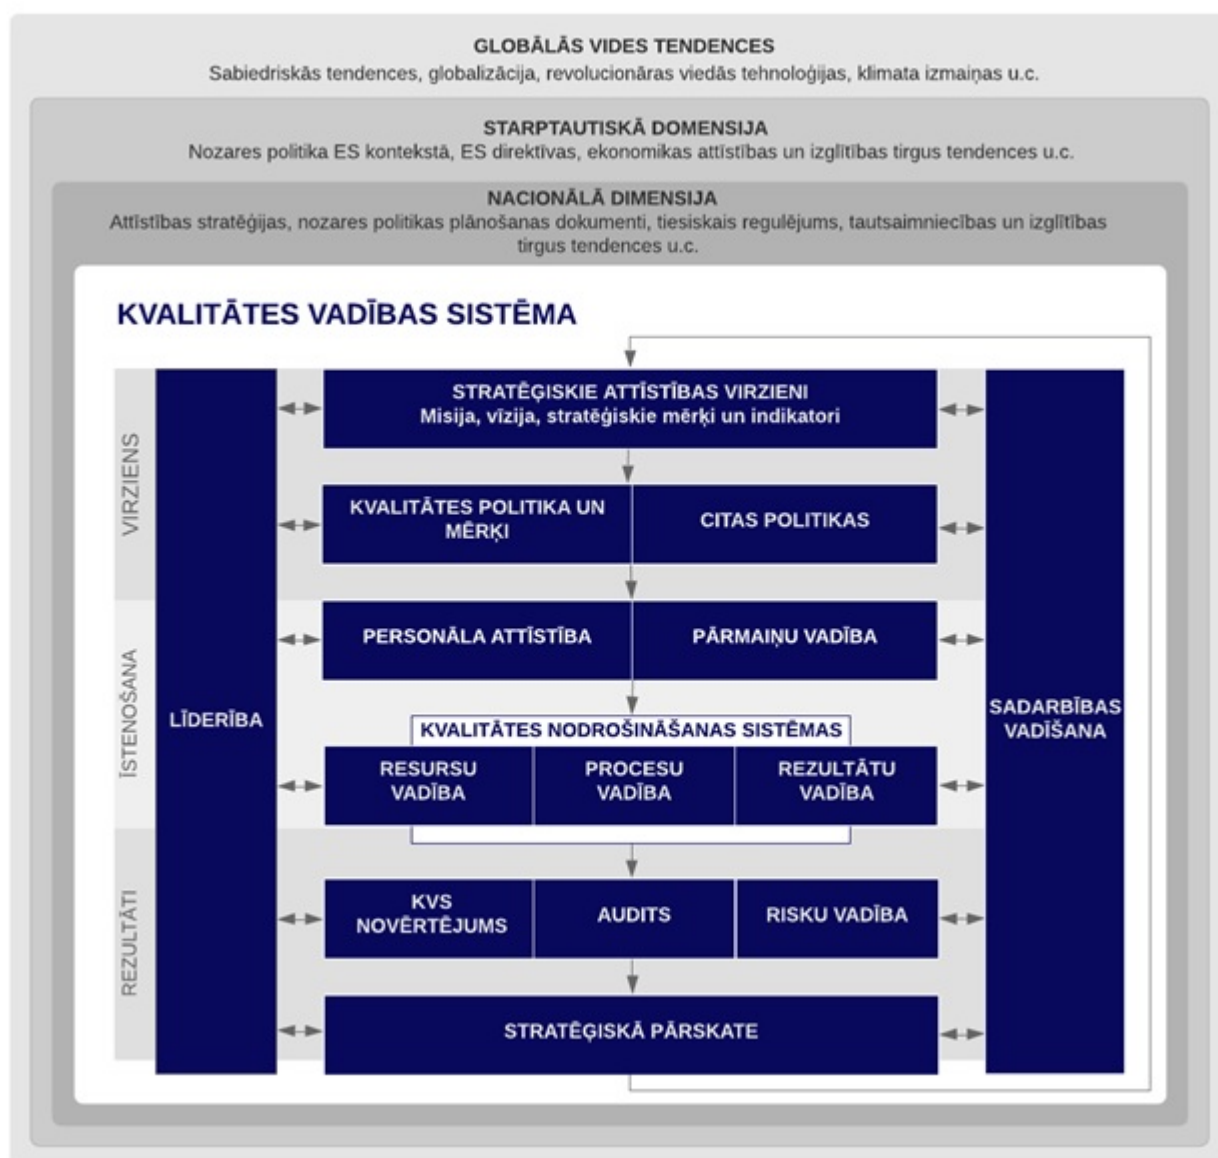 GLOBĀLĀS VIDES TENDENCES
Sabiedriskās tendences, globalizācija, revolucionāras viedās tehnoloģijas, klimata izmaiņas u.c.
STARPTAUTISKĀ DOMENSIJA
Nozares politika ES kontekstā, ES direktīvas, ekonomikas attīstības un izglītības tirgus tendences u.c.
NACIONĀLĀ DIMENSIJA
Attīstības stratēģijas, nozares politikas plānošanas dokumenti, tiesiskais regulējums, tautsaimniecības un izglītības
tirgus tendences u.c.
KVALITĀTES VADĪBAS SISTĒMA
VIRZIENS
STRATĒĢISKIE ATTĪSTĪBAS VIRZIENI
Misija, vīzija, stratēģiskie mērķi un indikatori
KVALITĀTES POLITIKA UN
MĒRĶI
CITAS POLITIKAS
ĪSTENOŠANA
PERSONĀLA ATTĪSTĪBA
PĀRMAIŅU VADĪBA
LĪDERĪBA
SADARBĪBAS
VADĪŠANA
KVALITĀTES NODROŠINĀŠANAS SISTĒMAS
RESURSU
VADĪBA
PROCESU
VADĪBA
REZULTĀTU
VADĪBA
REZULTĀTI
KVS
NOVĒRTĒJUMS
AUDITS
RISKU VADĪBA
STRATĒĢISKĀ PĀRSKATE